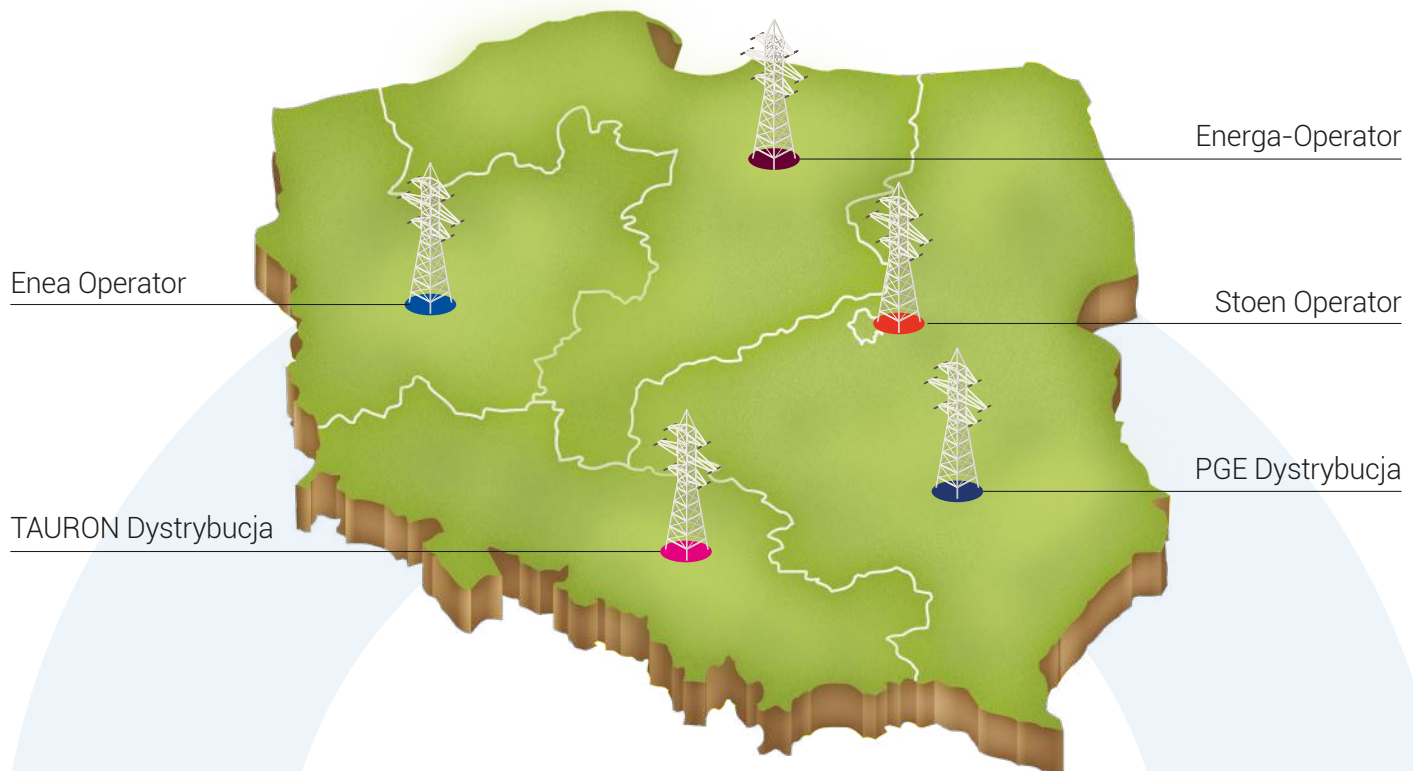 Energa-Operator
Enea Operator
Stoen Operator
PGE Dystrybucja
TAURON Dystrybucja